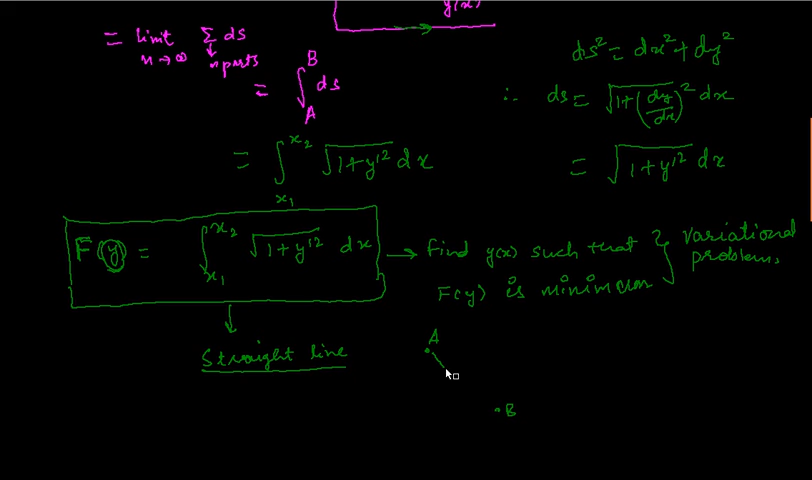 y(x)
= limit Σ ds
n→∞ n parts
= ∫_A^B ds
ds² = dx² + dy²
∴ ds = √(1+(dy/dx)²) dx
= ∫_{x₁}^{x₂} √(1+y'²) dx
= √(1+y'²) dx
F(y) = ∫_{x₁}^{x₂} √(1+y'²) dx → Find y(x) such that } variational
F(y) is minimum problem.
↓
Straight line
A
B